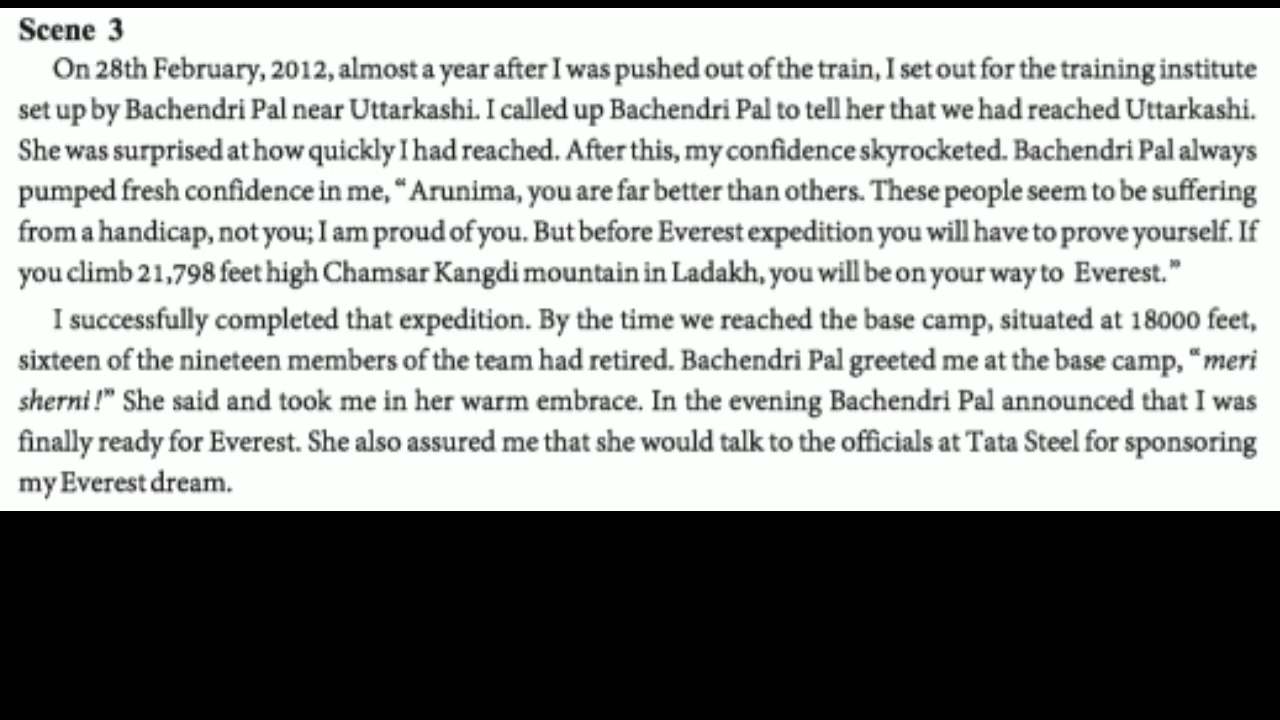 Scene 3
On 28th February, 2012, almost a year after I was pushed out of the train, I set out for the training institute
set up by Bachendri Pal near Uttarkashi. I called up Bachendri Pal to tell her that we had reached Uttarkashi.
She was surprised at how quickly I had reached. After this, my confidence skyrocketed. Bachendri Pal always
pumped fresh confidence in me, “Arunima, you are far better than others. These people seem to be suffering
from a handicap, not you; I am proud of you. But before Everest expedition you will have to prove yourself. If
you climb 21,798 feet high Chamsar Kangdi mountain in Ladakh, you will be on your way to Everest.”
I successfully completed that expedition. By the time we reached the base camp, situated at 18000 feet,
sixteen of the nineteen members of the team had retired. Bachendri Pal greeted me at the base camp, “meri
sherni!” She said and took me in her warm embrace. In the evening Bachendri Pal announced that I was
finally ready for Everest. She also assured me that she would talk to the officials at Tata Steel for sponsoring
my Everest dream.